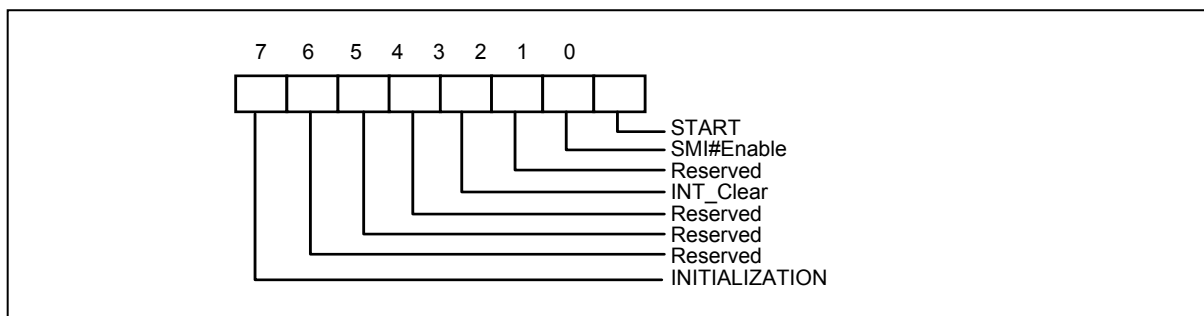 7 6 5 4 3 2 1 0
START
SMI#Enable
Reserved
INT_Clear
Reserved
Reserved
Reserved
INITIALIZATION